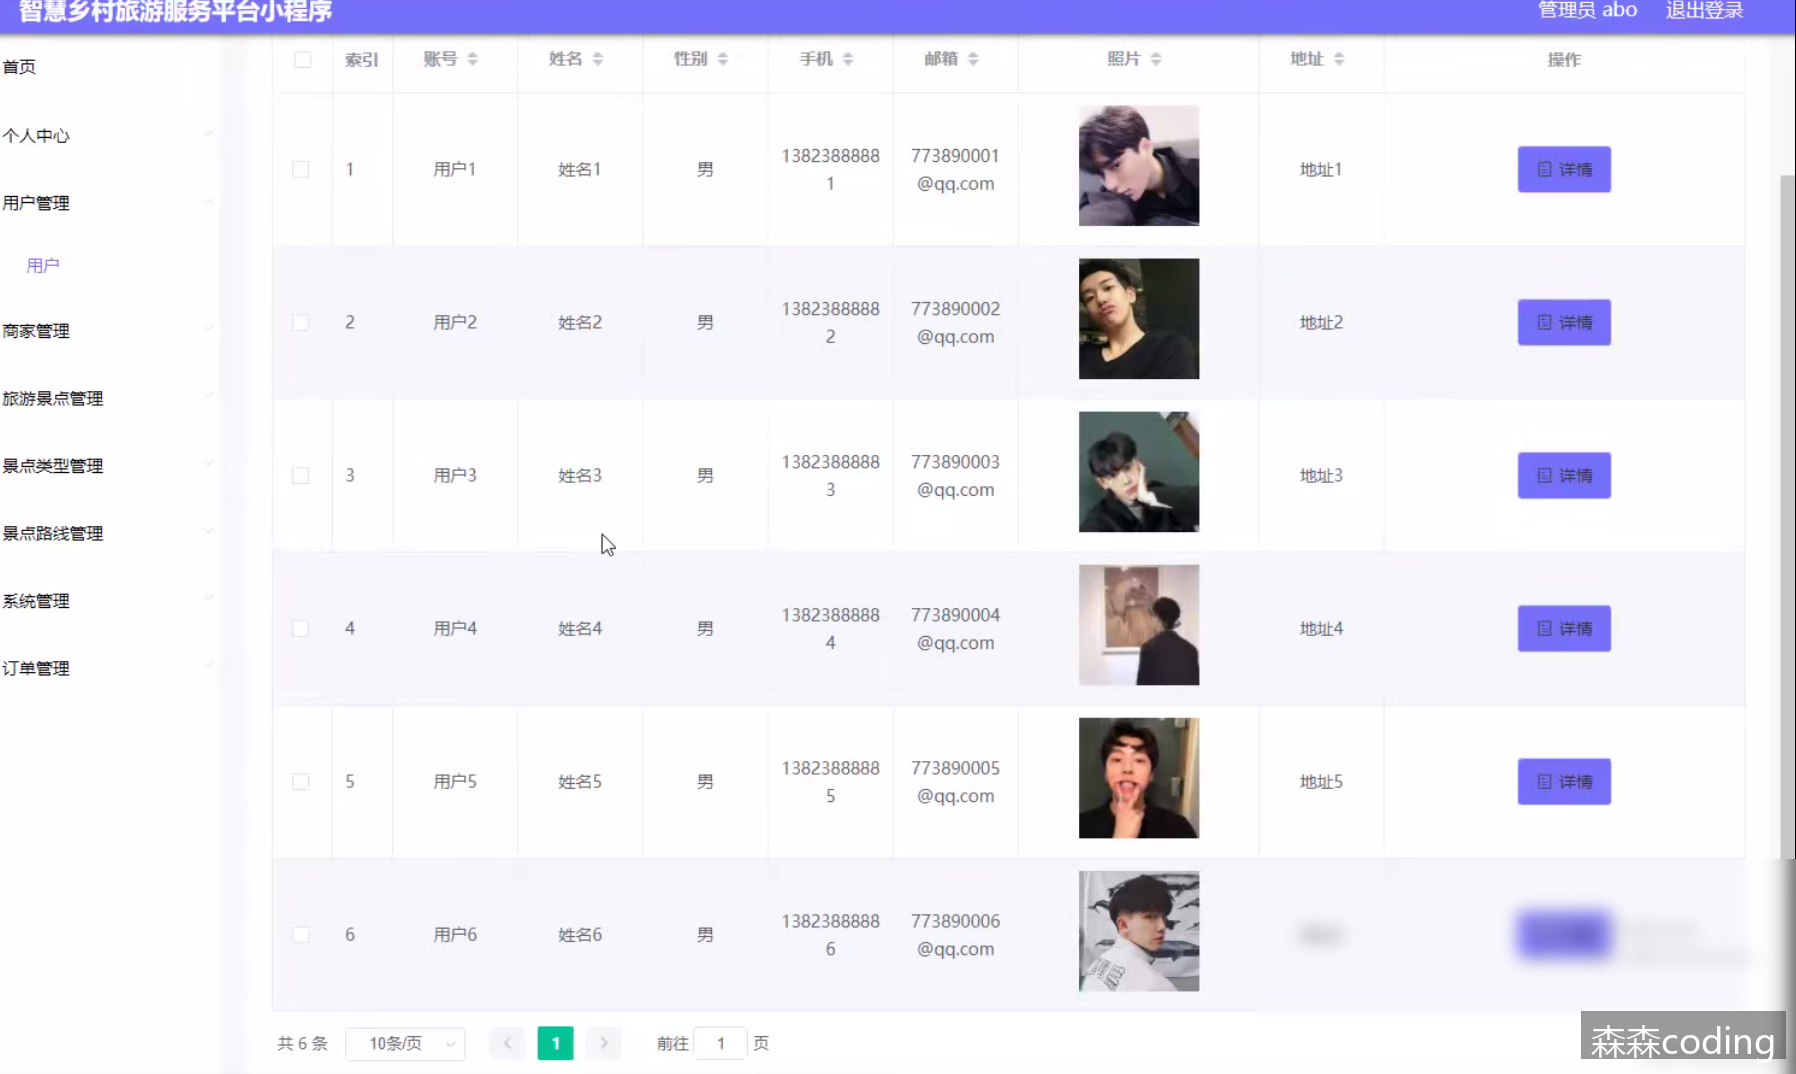 智慧乡村旅游服务平台小程序 管理员 abo 退出登录
首页
个人中心
用户管理
用户
商家管理
旅游景点管理
景点类型管理
景点路线管理
系统管理
订单管理
索引 账号 姓名 性别 手机 邮箱 照片 地址 操作
1 用户1 姓名1 男 13823888881 773890001@qq.com 地址1 详情
2 用户2 姓名2 男 13823888882 773890002@qq.com 地址2 详情
3 用户3 姓名3 男 13823888883 773890003@qq.com 地址3 详情
4 用户4 姓名4 男 13823888884 773890004@qq.com 地址4 详情
5 用户5 姓名5 男 13823888885 773890005@qq.com 地址5 详情
6 用户6 姓名6 男 13823888886 773890006@qq.com
共 6 条 10条/页 1 前往 1 页
森森coding